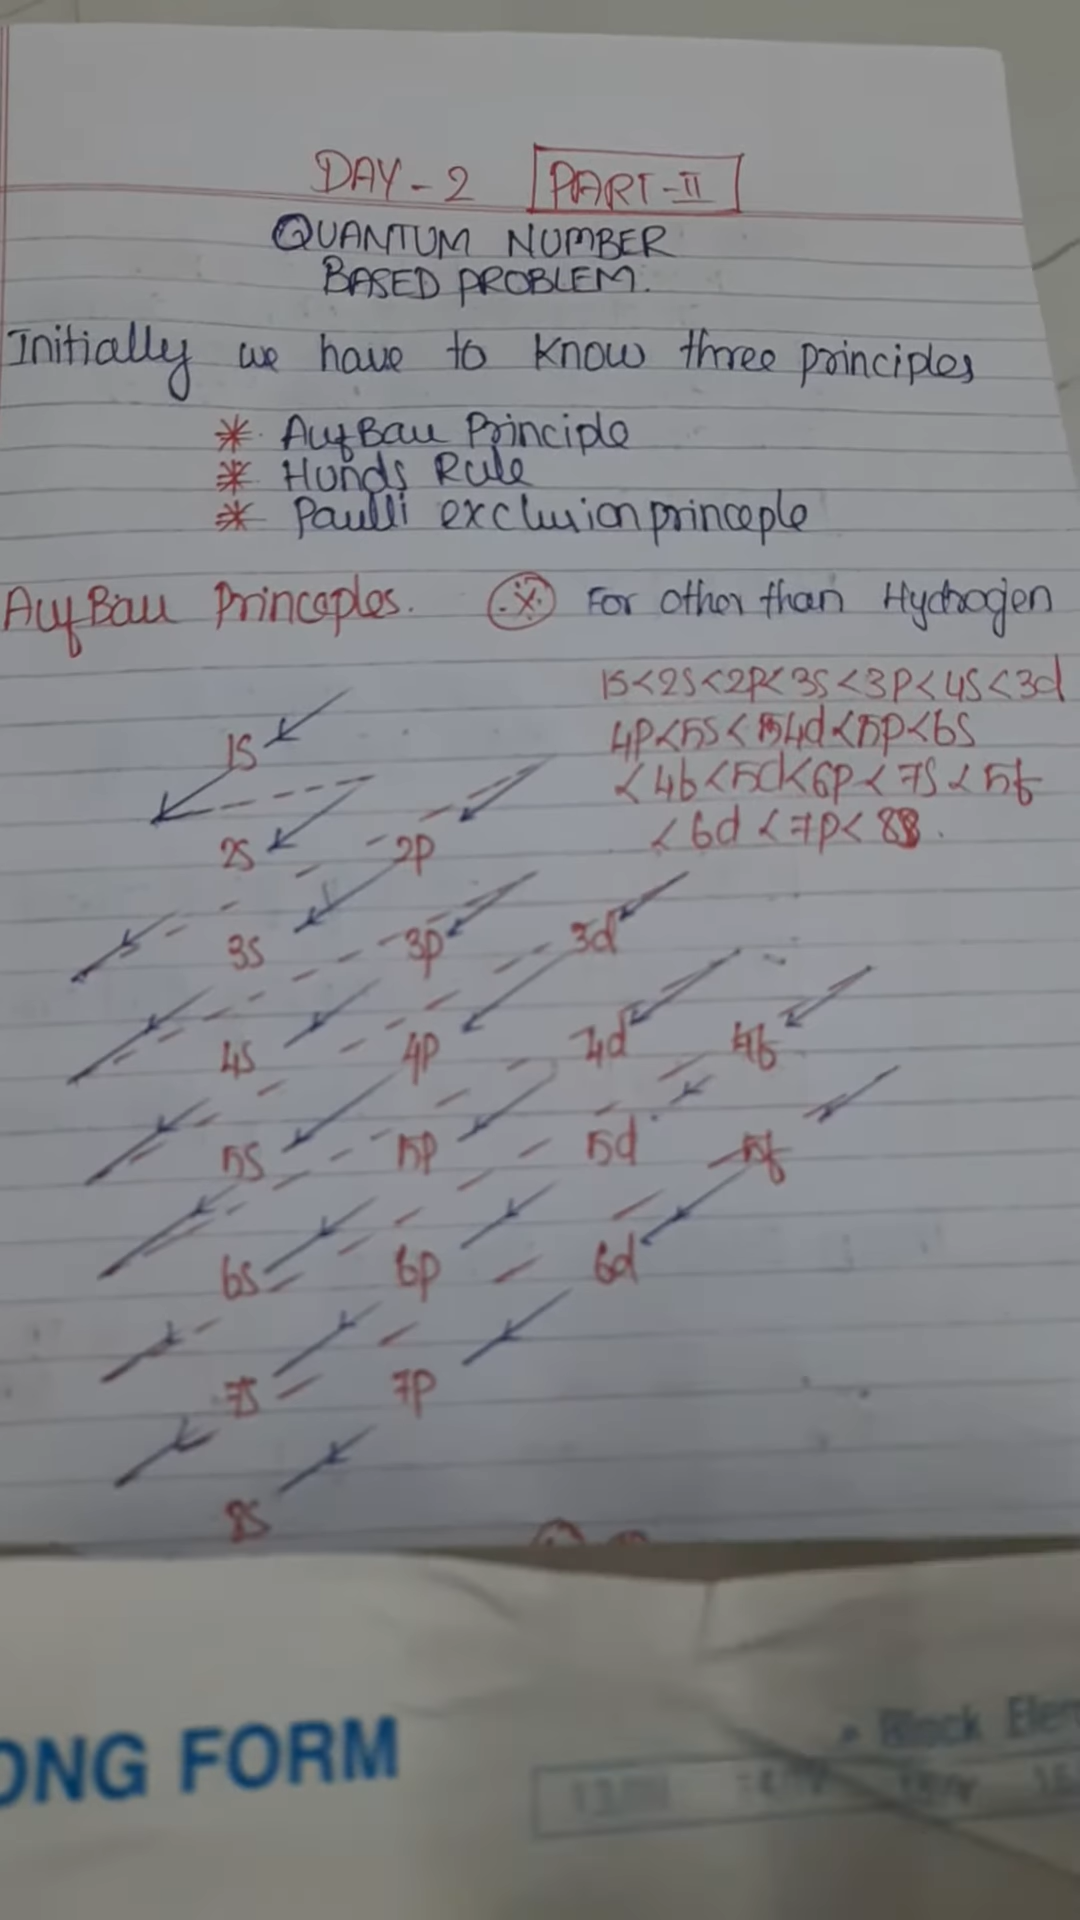 DAY-2 PART-II
QUANTUM NUMBER
BASED PROBLEM.
Initially we have to know three principles
* AufBau Principle
* Hunds Rule
* Paulli exclusion princeple
AufBau Princeples. For other than Hydrogen
1S<2S<2P<3S<3P<4S<3d
4P<5S<4d<5P<6S
<4f<5d<6p<7S<5f
<6d<7P<8S.
1S
2S 2P
3S 3P 3d
4S 4P 4d 4f
5S 5P 5d 5f
6S 6P 6d
7S 7P
8S
ONG FORM
Block